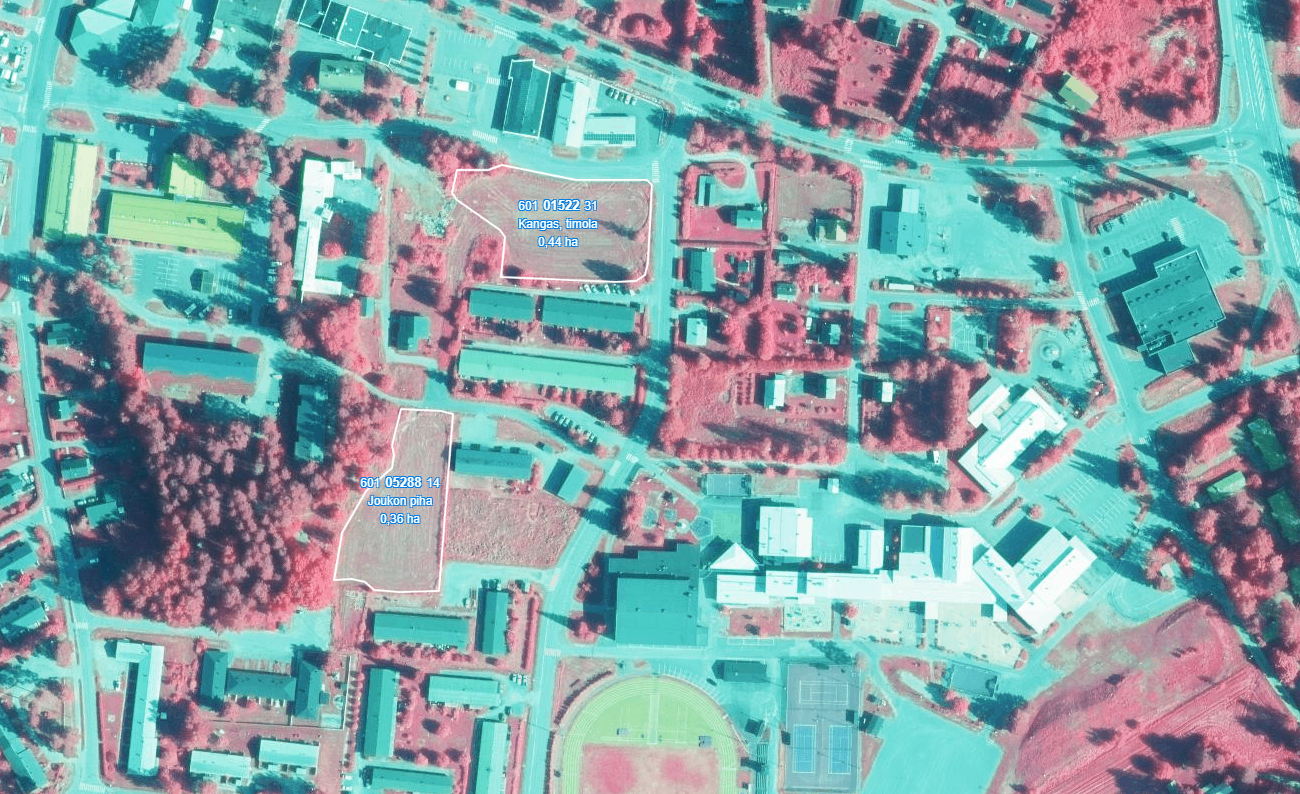 601 01522 31
Kangas, timola
0,44 ha
601 05288 14
Joukon piha
0,36 ha